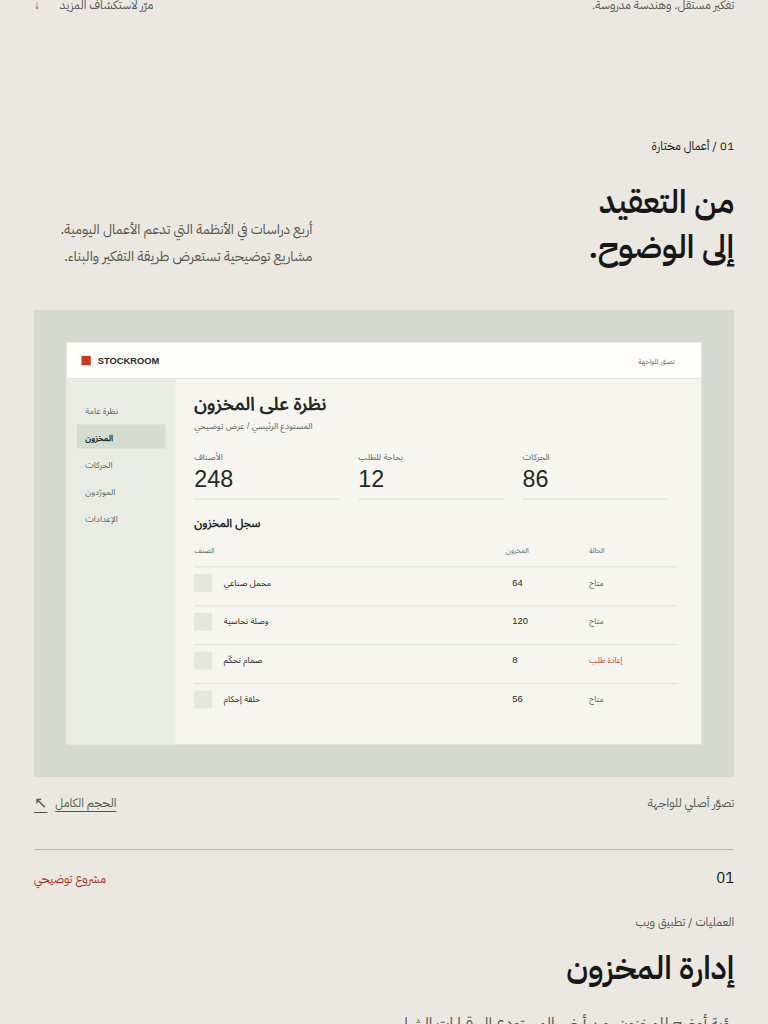 تفكير مستقل. وهندسة مدروسة.
مرّر لاستكشاف المزيد ↓
01 / أعمال مختارة
من التعقيد
إلى الوضوح.
أربع دراسات في الأنظمة التي تدعم الأعمال اليومية.
مشاريع توضيحية تستعرض طريقة التفكير والبناء.
STOCKROOM
تصوّر للواجهة
نظرة عامة
المخزون
الحركات
المورّدون
الإعدادات
نظرة على المخزون
المستودع الرئيسي / عرض توضيحي
الأصناف
248
بحاجة للطلب
12
الحركات
86
سجل المخزون
الصنف المخزون الحالة
محمل صناعي 64 متاح
وصلة نحاسية 120 متاح
صمام تحكّم 8 إعادة طلب
حلقة إحكام 56 متاح
تصوّر أصلي للواجهة
الحجم الكامل ↖
01
مشروع توضيحي
العمليات / تطبيق ويب
إدارة المخزون